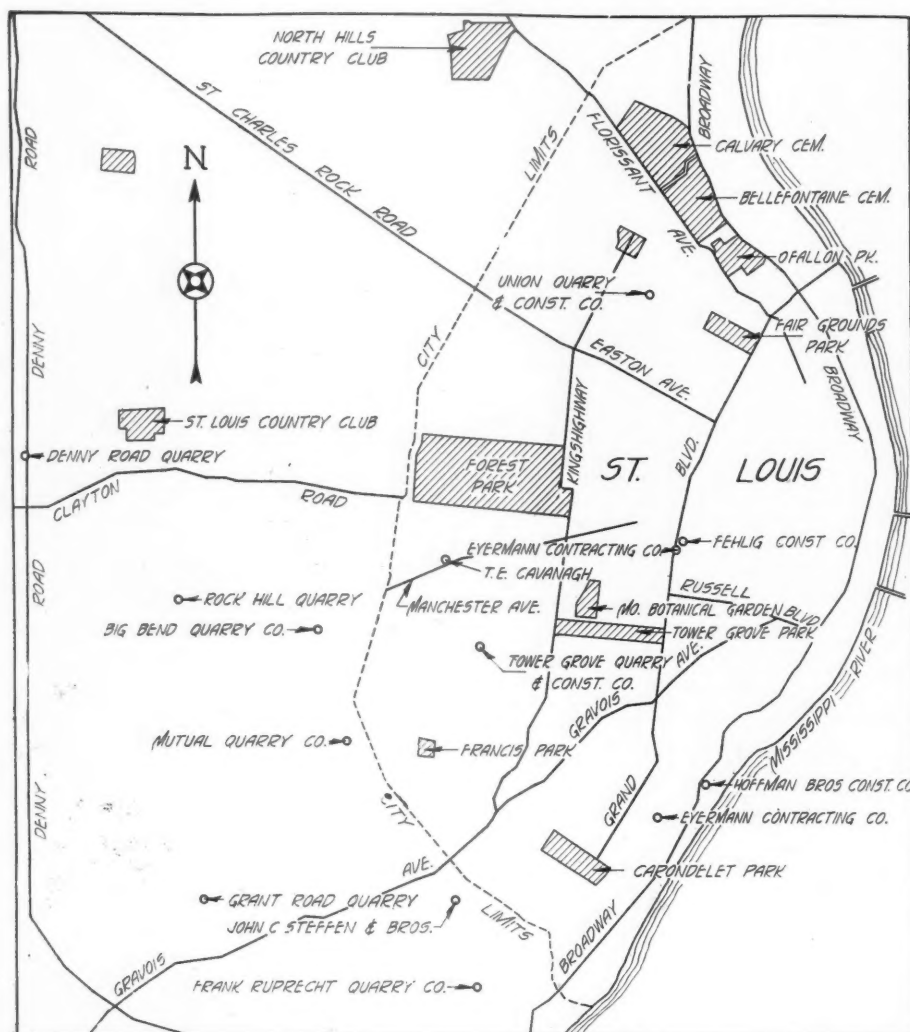 NORTH HILLS
COUNTRY CLUB
ST. CHARLES ROCK ROAD
LIMITS
FLORISSANT
AVE.
BROADWAY
CALVARY CEM.
BELLEFONTAINE CEM.
OFALLON PK.
ROAD
N
UNION QUARRY
& CONST. CO.
FAIR GROUNDS
PARK
CITY
EASTON AVE.
BROADWAY
DENNY
ST. LOUIS COUNTRY CLUB
DENNY ROAD QUARRY
FOREST
PARK
KINGSHIGHWAY
ST. LOUIS
BLVD.
CLAYTON ROAD
EYERMANN CONTRACTING CO.
FEHLIG CONST CO.
T.E. CAVANAGH
ROAD
ROCK HILL QUARRY
MANCHESTER AVE.
RUSSELL BLVD.
MO. BOTANICAL GARDEN
BIG BEND QUARRY CO.
TOWER GROVE PARK
TOWER GROVE QUARRY
& CONST. CO.
GRAVOIS AVE.
MISSISSIPPI RIVER
MUTUAL QUARRY CO.
FRANCIS PARK
HOFFMAN BROS CONST. CO
DENNY
CITY
GRAND
EYERMANN CONTRACTING CO.
AVE.
CARONDELET PARK
GRANT ROAD QUARRY
JOHN C STEFFEN & BROS.
LIMITS
BROADWAY
GRAVOIS
FRANK RUPRECHT QUARRY CO.